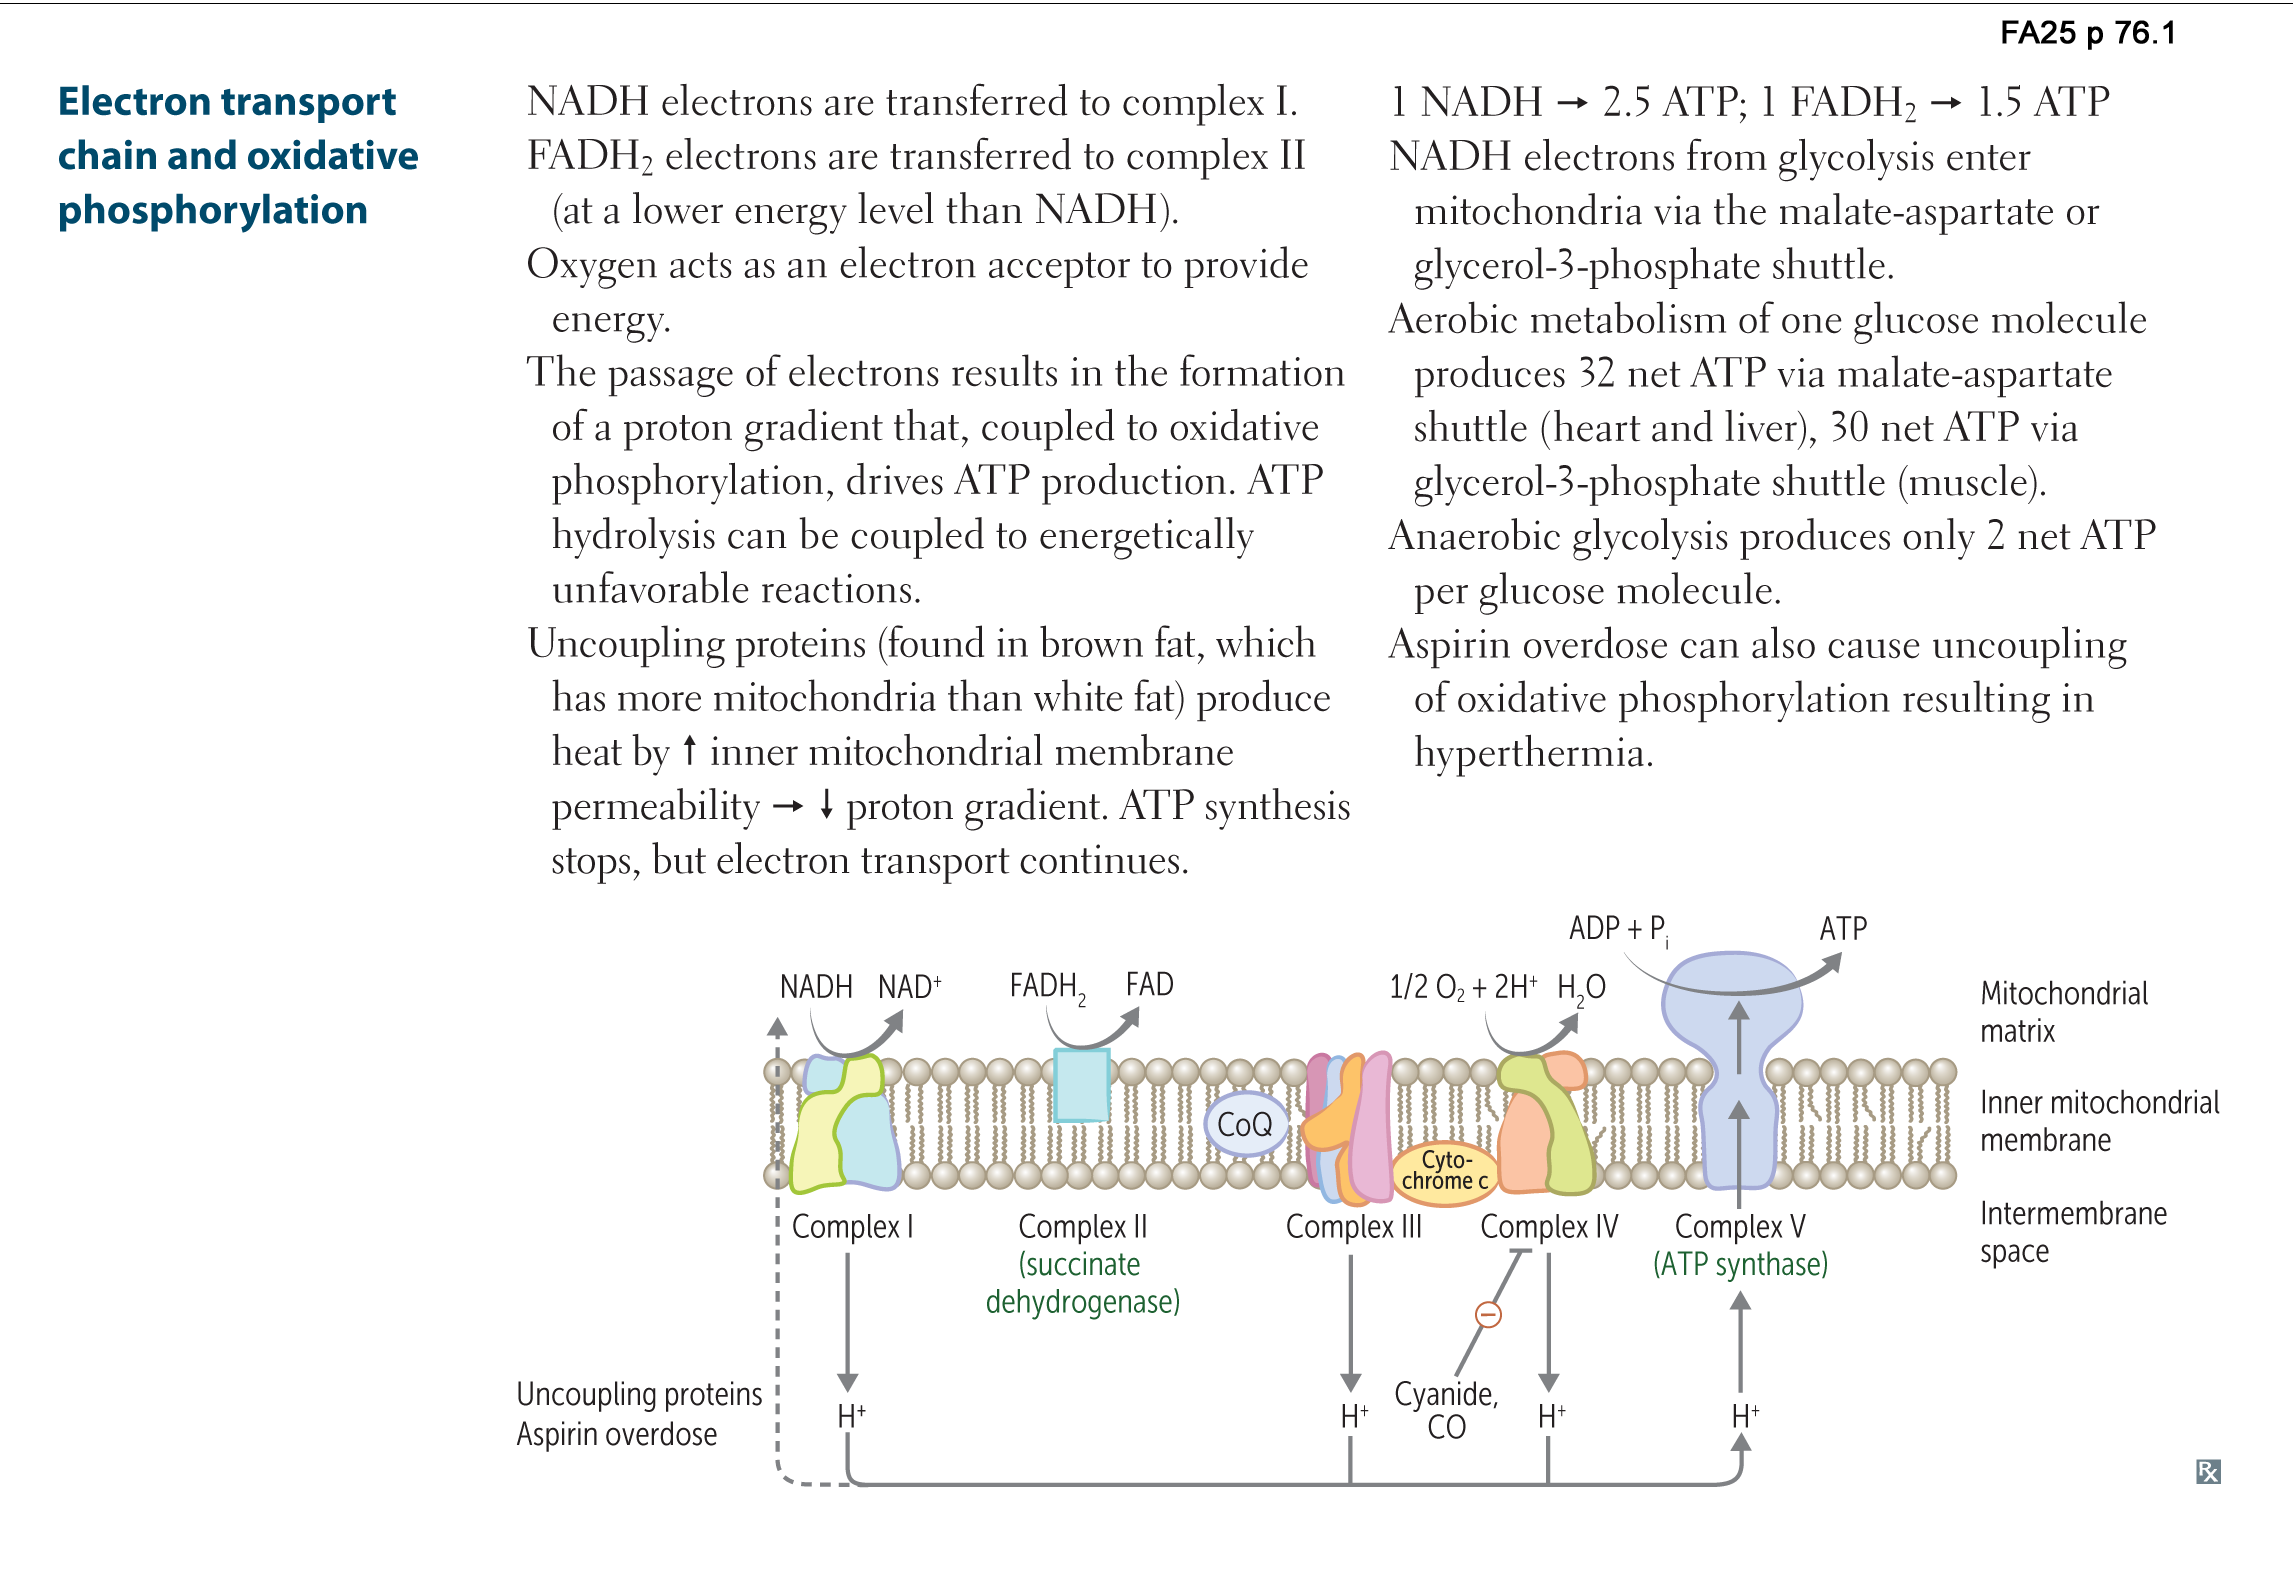 FA25 p 76.1
Electron transport
chain and oxidative
phosphorylation
NADH electrons are transferred to complex I.
FADH₂ electrons are transferred to complex II
(at a lower energy level than NADH).
Oxygen acts as an electron acceptor to provide
energy.
The passage of electrons results in the formation
of a proton gradient that, coupled to oxidative
phosphorylation, drives ATP production. ATP
hydrolysis can be coupled to energetically
unfavorable reactions.
Uncoupling proteins (found in brown fat, which
has more mitochondria than white fat) produce
heat by ↑ inner mitochondrial membrane
permeability → ↓ proton gradient. ATP synthesis
stops, but electron transport continues.
1 NADH → 2.5 ATP; 1 FADH₂ → 1.5 ATP
NADH electrons from glycolysis enter
mitochondria via the malate-aspartate or
glycerol-3-phosphate shuttle.
Aerobic metabolism of one glucose molecule
produces 32 net ATP via malate-aspartate
shuttle (heart and liver), 30 net ATP via
glycerol-3-phosphate shuttle (muscle).
Anaerobic glycolysis produces only 2 net ATP
per glucose molecule.
Aspirin overdose can also cause uncoupling
of oxidative phosphorylation resulting in
hyperthermia.
ADP + Pᵢ ATP
NADH NAD⁺ FADH₂ FAD 1/2 O₂ + 2H⁺ H₂O
Mitochondrial
matrix
CoQ
Cyto-
chrome c
Inner mitochondrial
membrane
Intermembrane
space
Complex I
Complex II
(succinate
dehydrogenase)
Complex III
Complex IV
Complex V
(ATP synthase)
Uncoupling proteins
Aspirin overdose
H⁺
H⁺
Cyanide,
CO
H⁺
H⁺
Rx